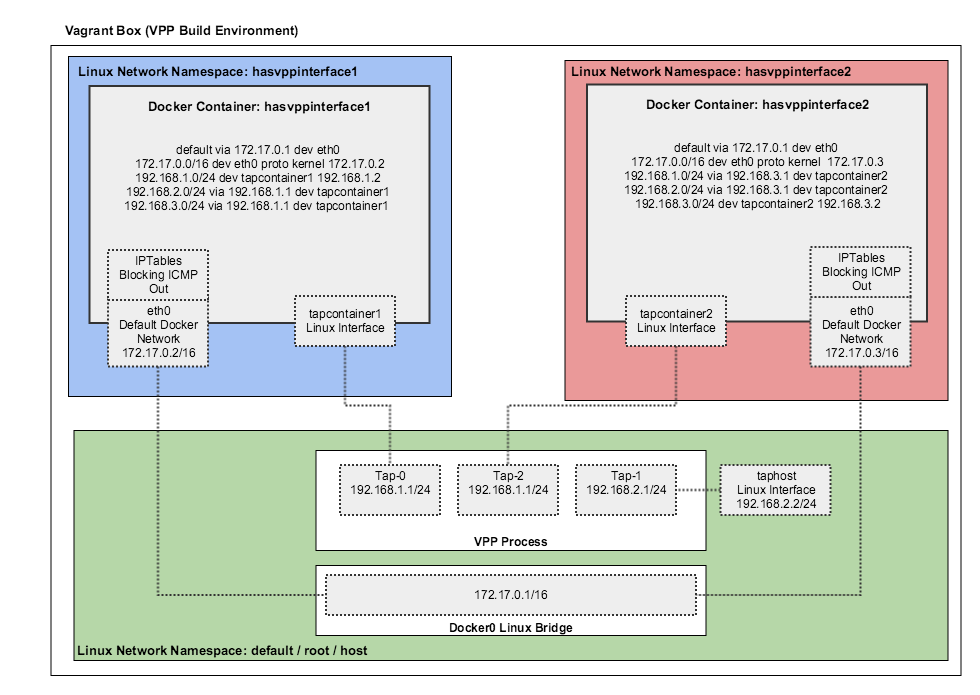 Vagrant Box (VPP Build Environment)
Linux Network Namespace: hasvppinterface1
Docker Container: hasvppinterface1
default via 172.17.0.1 dev eth0
172.17.0.0/16 dev eth0 proto kernel 172.17.0.2
192.168.1.0/24 dev tapcontainer1 192.168.1.2
192.168.2.0/24 via 192.168.1.1 dev tapcontainer1
192.168.3.0/24 via 192.168.1.1 dev tapcontainer1
IPTables
Blocking ICMP
Out
eth0
Default Docker
Network
172.17.0.2/16
tapcontainer1
Linux Interface
Linux Network Namespace: hasvppinterface2
Docker Container: hasvppinterface2
default via 172.17.0.1 dev eth0
172.17.0.0/16 dev eth0 proto kernel 172.17.0.3
192.168.1.0/24 via 192.168.3.1 dev tapcontainer2
192.168.2.0/24 via 192.168.3.1 dev tapcontainer2
192.168.3.0/24 dev tapcontainer2 192.168.3.2
tapcontainer2
Linux Interface
IPTables
Blocking ICMP
Out
eth0
Default Docker
Network
172.17.0.3/16
Tap-0
192.168.1.1/24
Tap-2
192.168.1.1/24
Tap-1
192.168.2.1/24
taphost
Linux Interface
192.168.2.2/24
VPP Process
172.17.0.1/16
Docker0 Linux Bridge
Linux Network Namespace: default / root / host